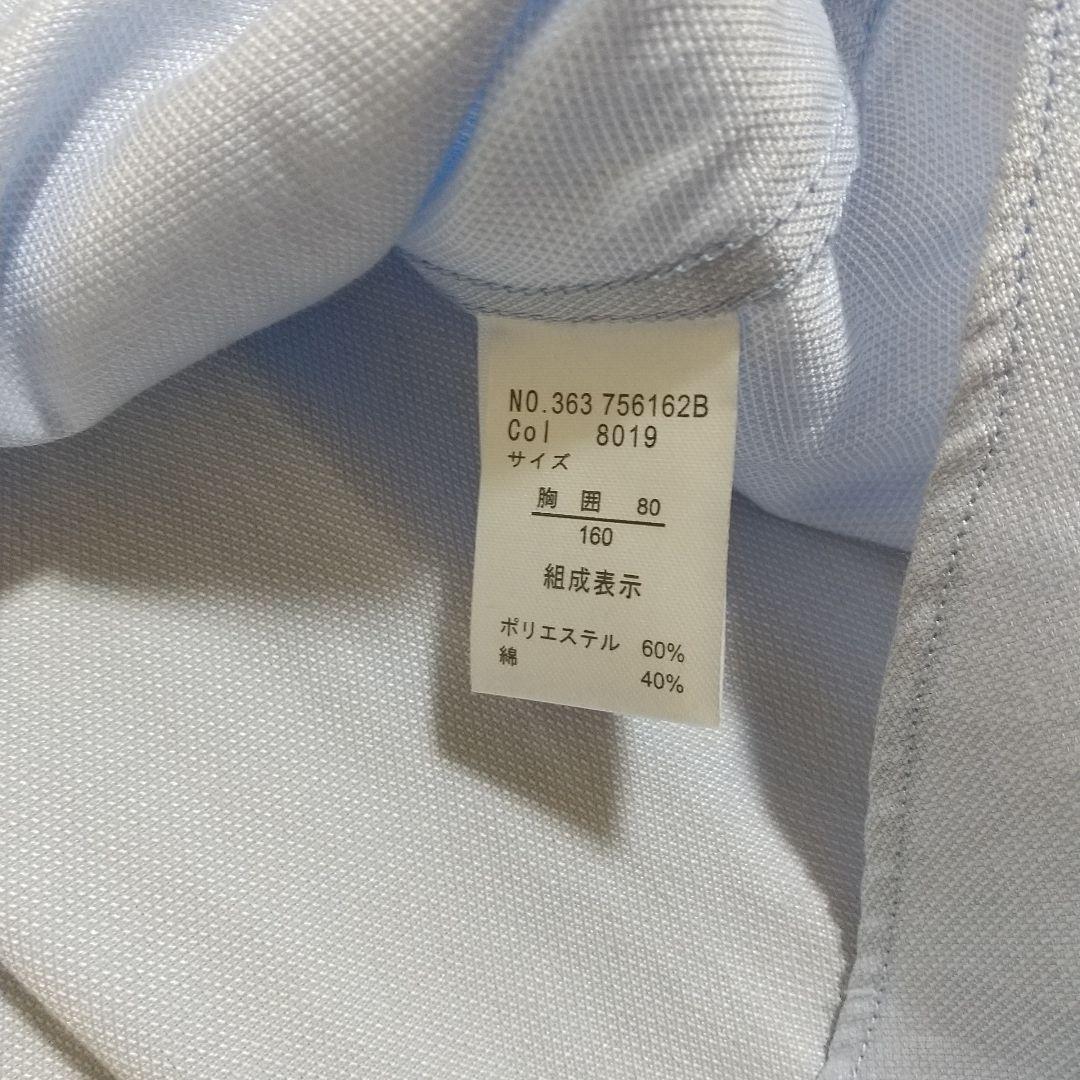 NO.363 756162B
Col 8019
サイズ
胸 囲 80
160
組成表示
ポリエステル 60%
綿 40%